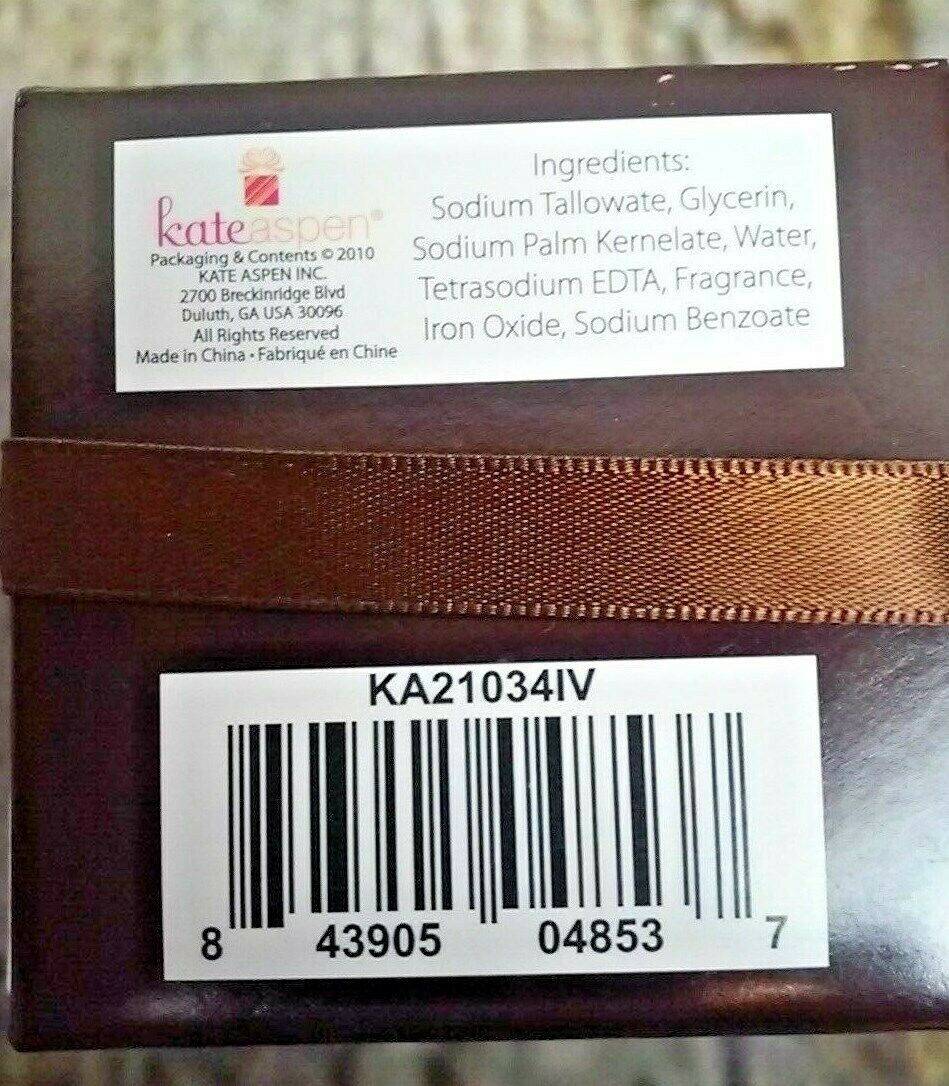 kateaspen®
Packaging & Contents © 2010
KATE ASPEN INC.
2700 Breckinridge Blvd
Duluth, GA USA 30096
All Rights Reserved
Made in China • Fabriqué en Chine
Ingredients:
Sodium Tallowate, Glycerin,
Sodium Palm Kernelate, Water,
Tetrasodium EDTA, Fragrance,
Iron Oxide, Sodium Benzoate
KA21034IV
8 43905 04853 7